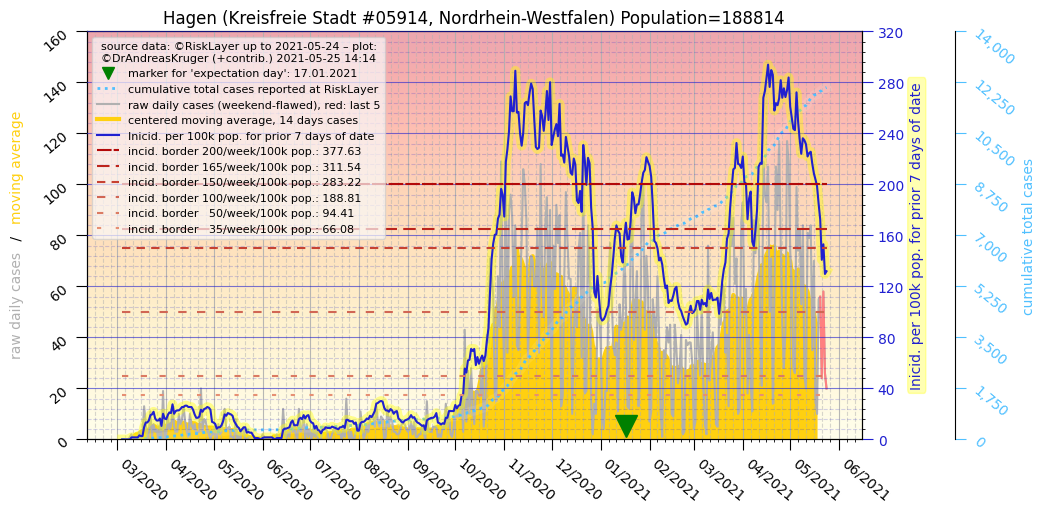 Hagen (Kreisfreie Stadt #05914, Nordrhein-Westfalen) Population=188814
source data: ©RiskLayer up to 2021-05-24 – plot:
©DrAndreasKruger (+contrib.) 2021-05-25 14:14
marker for 'expectation day': 17.01.2021
cumulative total cases reported at RiskLayer
raw daily cases (weekend-flawed), red: last 5
centered moving average, 14 days cases
Inicid. per 100k pop. for prior 7 days of date
incid. border 200/week/100k pop.: 377.63
incid. border 165/week/100k pop.: 311.54
incid. border 150/week/100k pop.: 283.22
incid. border 100/week/100k pop.: 188.81
incid. border 50/week/100k pop.: 94.41
incid. border 35/week/100k pop.: 66.08
raw daily cases / moving average
160
140
120
100
80
60
40
20
0
03/2020
04/2020
05/2020
06/2020
07/2020
08/2020
09/2020
10/2020
11/2020
12/2020
01/2021
02/2021
03/2021
04/2021
05/2021
06/2021
320
280
240
200
160
120
80
40
0
Inicid. per 100k pop. for prior 7 days of date
14,000
12,250
10,500
8,750
7,000
5,250
3,500
1,750
0
cumulative total cases